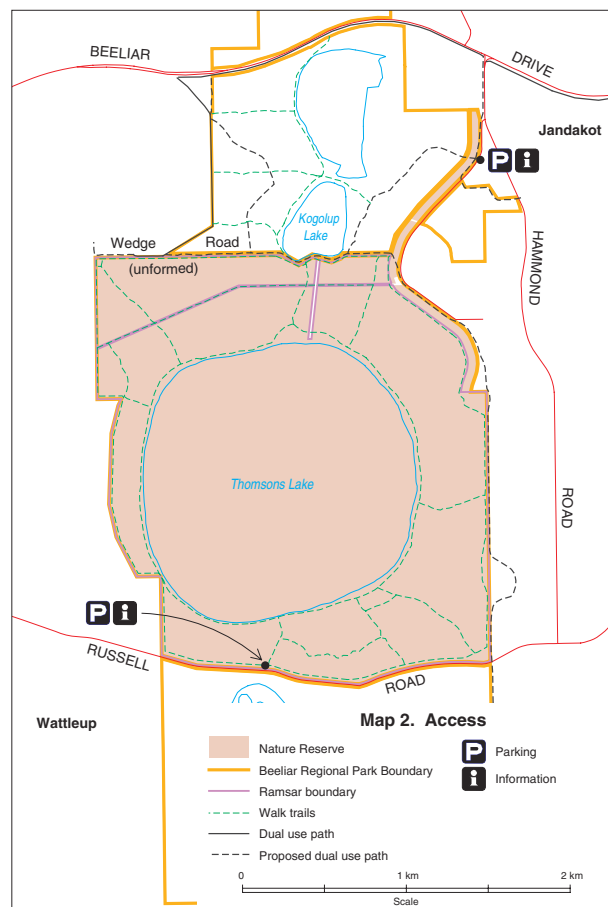 BEELIAR
DRIVE
Jandakot
P i
Kogolup
Lake
Wedge Road
(unformed)
HAMMOND
ROAD
Thomsons Lake
P i
RUSSELL
ROAD
Wattleup
Map 2. Access
Nature Reserve
P Parking
Beeliar Regional Park Boundary
i Information
Ramsar boundary
Walk trails
Dual use path
Proposed dual use path
0 1 km 2 km
Scale